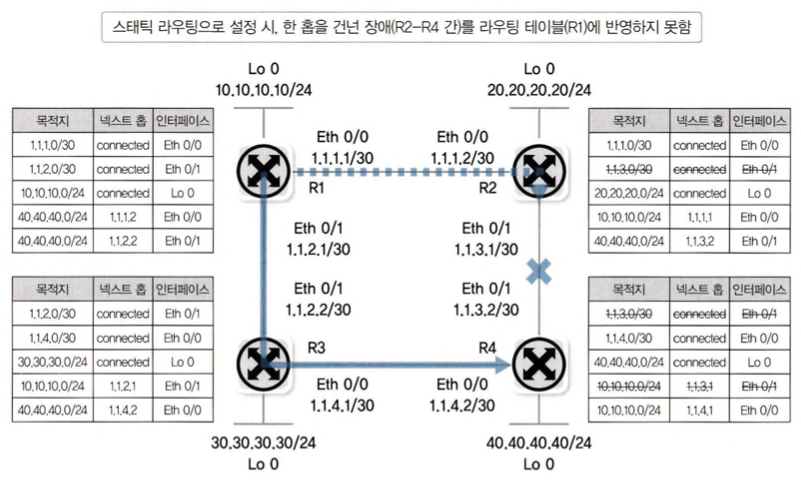 스태틱 라우팅으로 설정 시, 한 홉을 건넌 장애(R2-R4 간)를 라우팅 테이블(R1)에 반영하지 못함
Lo 0
10.10.10.10/24
Lo 0
20.20.20.20/24
목적지 넥스트 홉 인터페이스
1.1.1.0/30 connected Eth 0/0
1.1.2.0/30 connected Eth 0/1
10.10.10.0/24 connected Lo 0
40.40.40.0/24 1.1.1.2 Eth 0/0
40.40.40.0/24 1.1.2.2 Eth 0/1
Eth 0/0
1.1.1.1/30
Eth 0/0
1.1.1.2/30
R1
R2
목적지 넥스트 홉 인터페이스
1.1.1.0/30 connected Eth 0/0
1.1.3.0/30 connected Eth 0/1
20.20.20.0/24 connected Lo 0
10.10.10.0/24 1.1.1.1 Eth 0/0
40.40.40.0/24 1.1.3.2 Eth 0/1
Eth 0/1
1.1.2.1/30
Eth 0/1
1.1.3.1/30
Eth 0/1
1.1.2.2/30
Eth 0/1
1.1.3.2/30
목적지 넥스트 홉 인터페이스
1.1.2.0/30 connected Eth 0/1
1.1.4.0/30 connected Eth 0/0
30.30.30.0/24 connected Lo 0
10.10.10.0/24 1.1.2.1 Eth 0/1
40.40.40.0/24 1.1.4.2 Eth 0/0
R3
R4
Eth 0/0
1.1.4.1/30
Eth 0/0
1.1.4.2/30
목적지 넥스트 홉 인터페이스
1.1.3.0/30 connected Eth 0/1
1.1.4.0/30 connected Eth 0/0
40.40.40.0/24 connected Lo 0
10.10.10.0/24 1.1.3.1 Eth 0/1
10.10.10.0/24 1.1.4.1 Eth 0/0
30.30.30.30/24
Lo 0
40.40.40.40/24
Lo 0